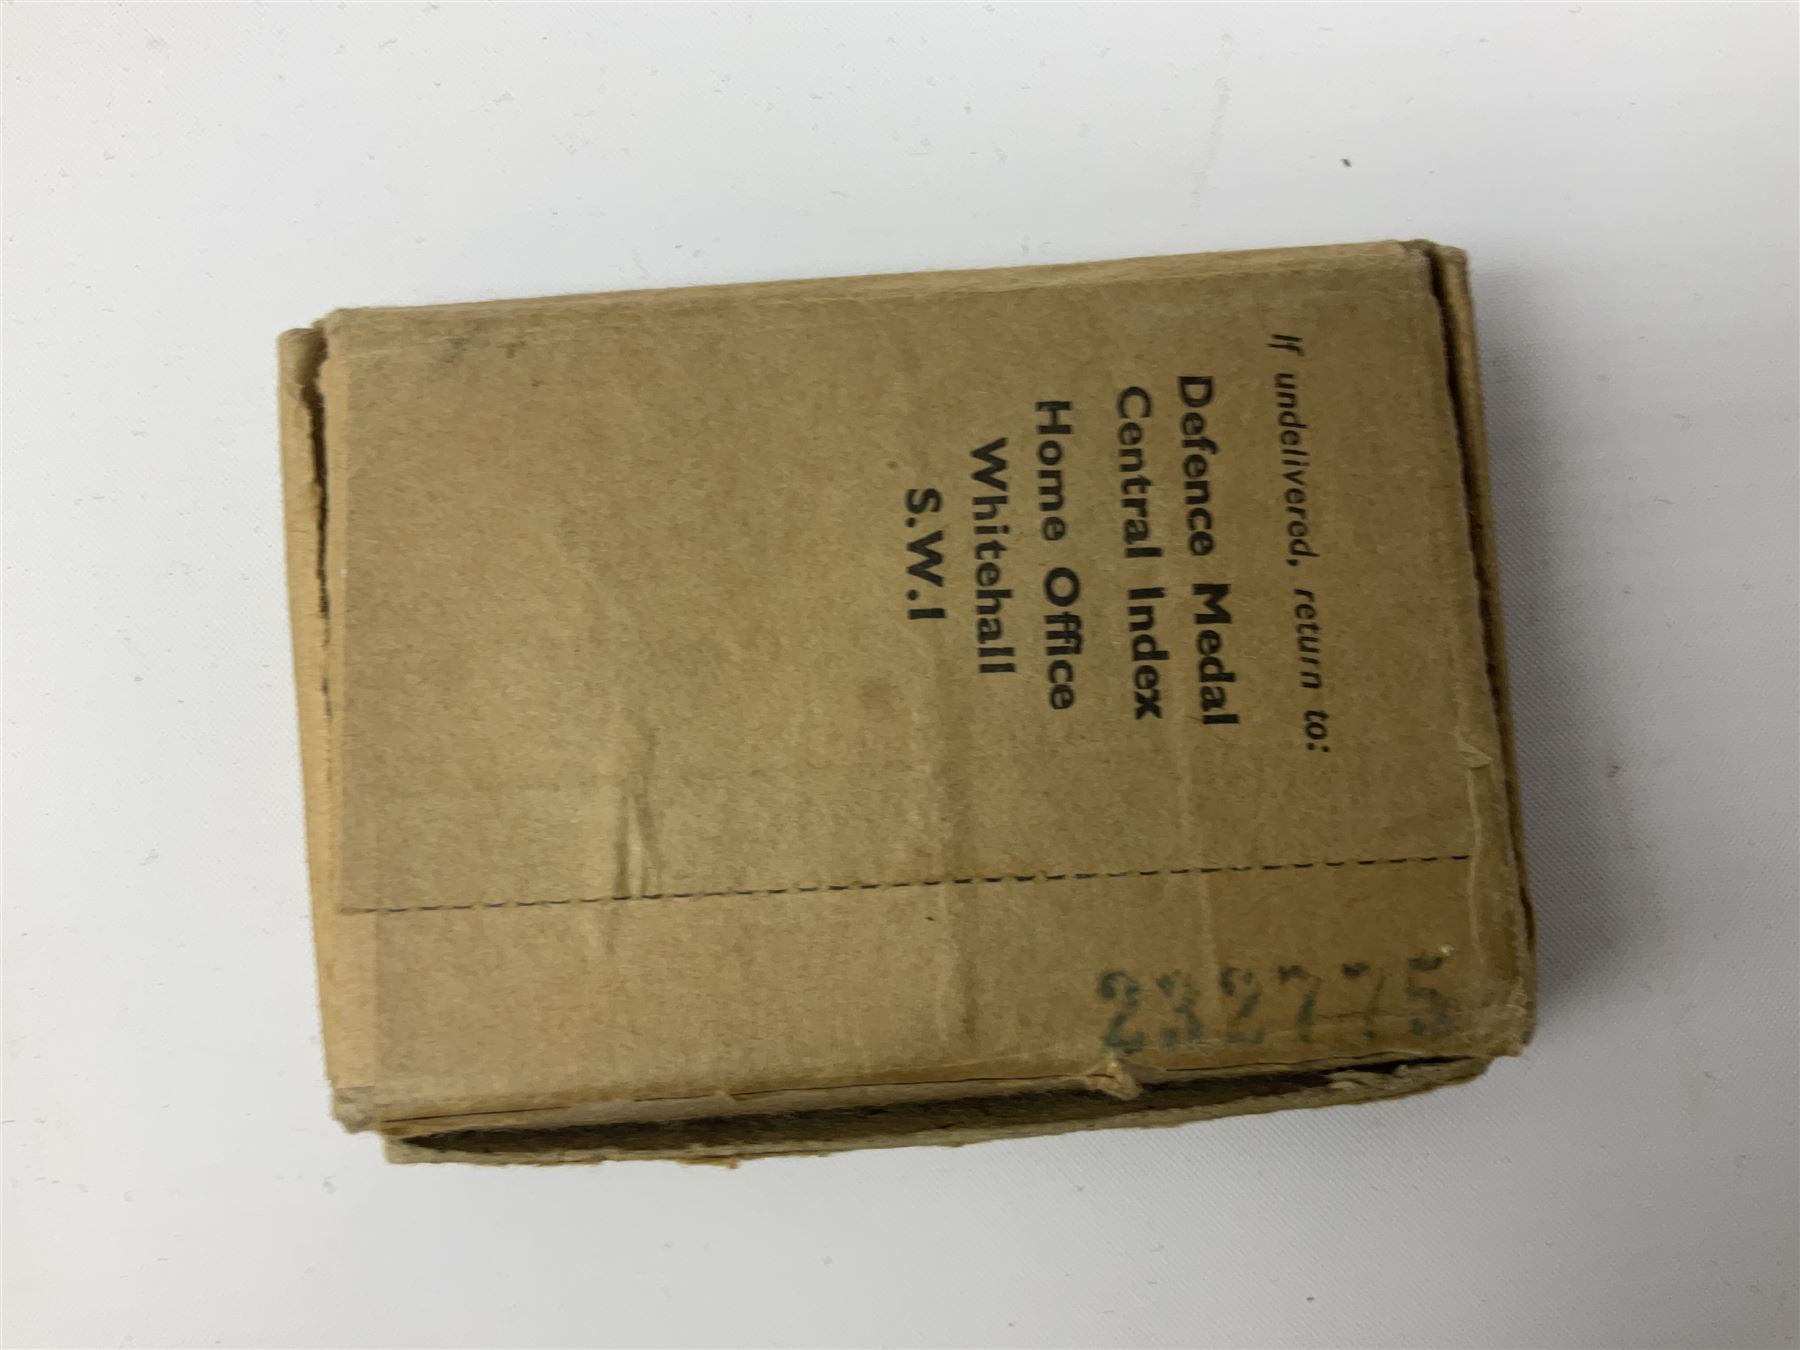 If undelivered, return to:
Defence Medal
Central Index
Home Office
Whitehall
S.W.1
232775